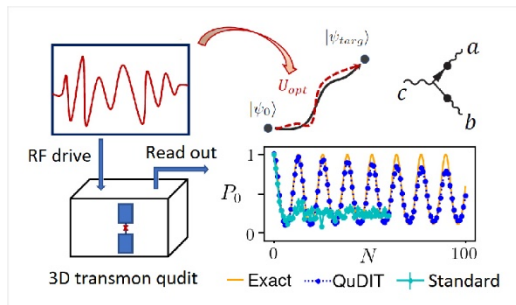 |ψ_targ⟩
a
U_opt
c
|ψ_0⟩
b
RF drive
Read out
1
P_0
0
0
N
100
3D transmon qudit
Exact
QuDIT
Standard